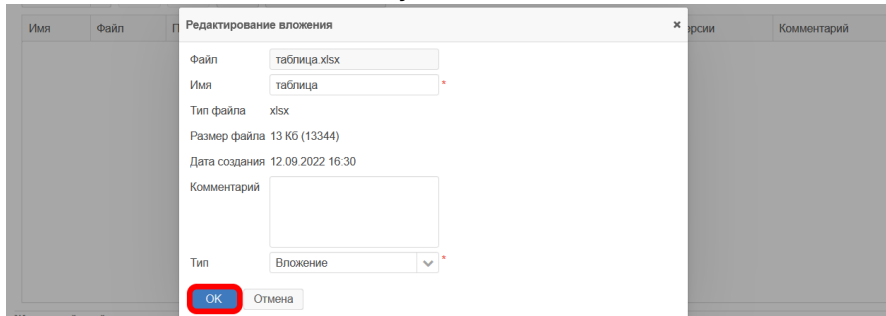 Редактирование вложения ×
Имя Файл П ерсии Комментарий
Файл таблица.xlsx
Имя таблица *
Тип файла xlsx
Размер файла 13 Кб (13344)
Дата создания 12.09.2022 16:30
Комментарий
Тип Вложение *
OK Отмена